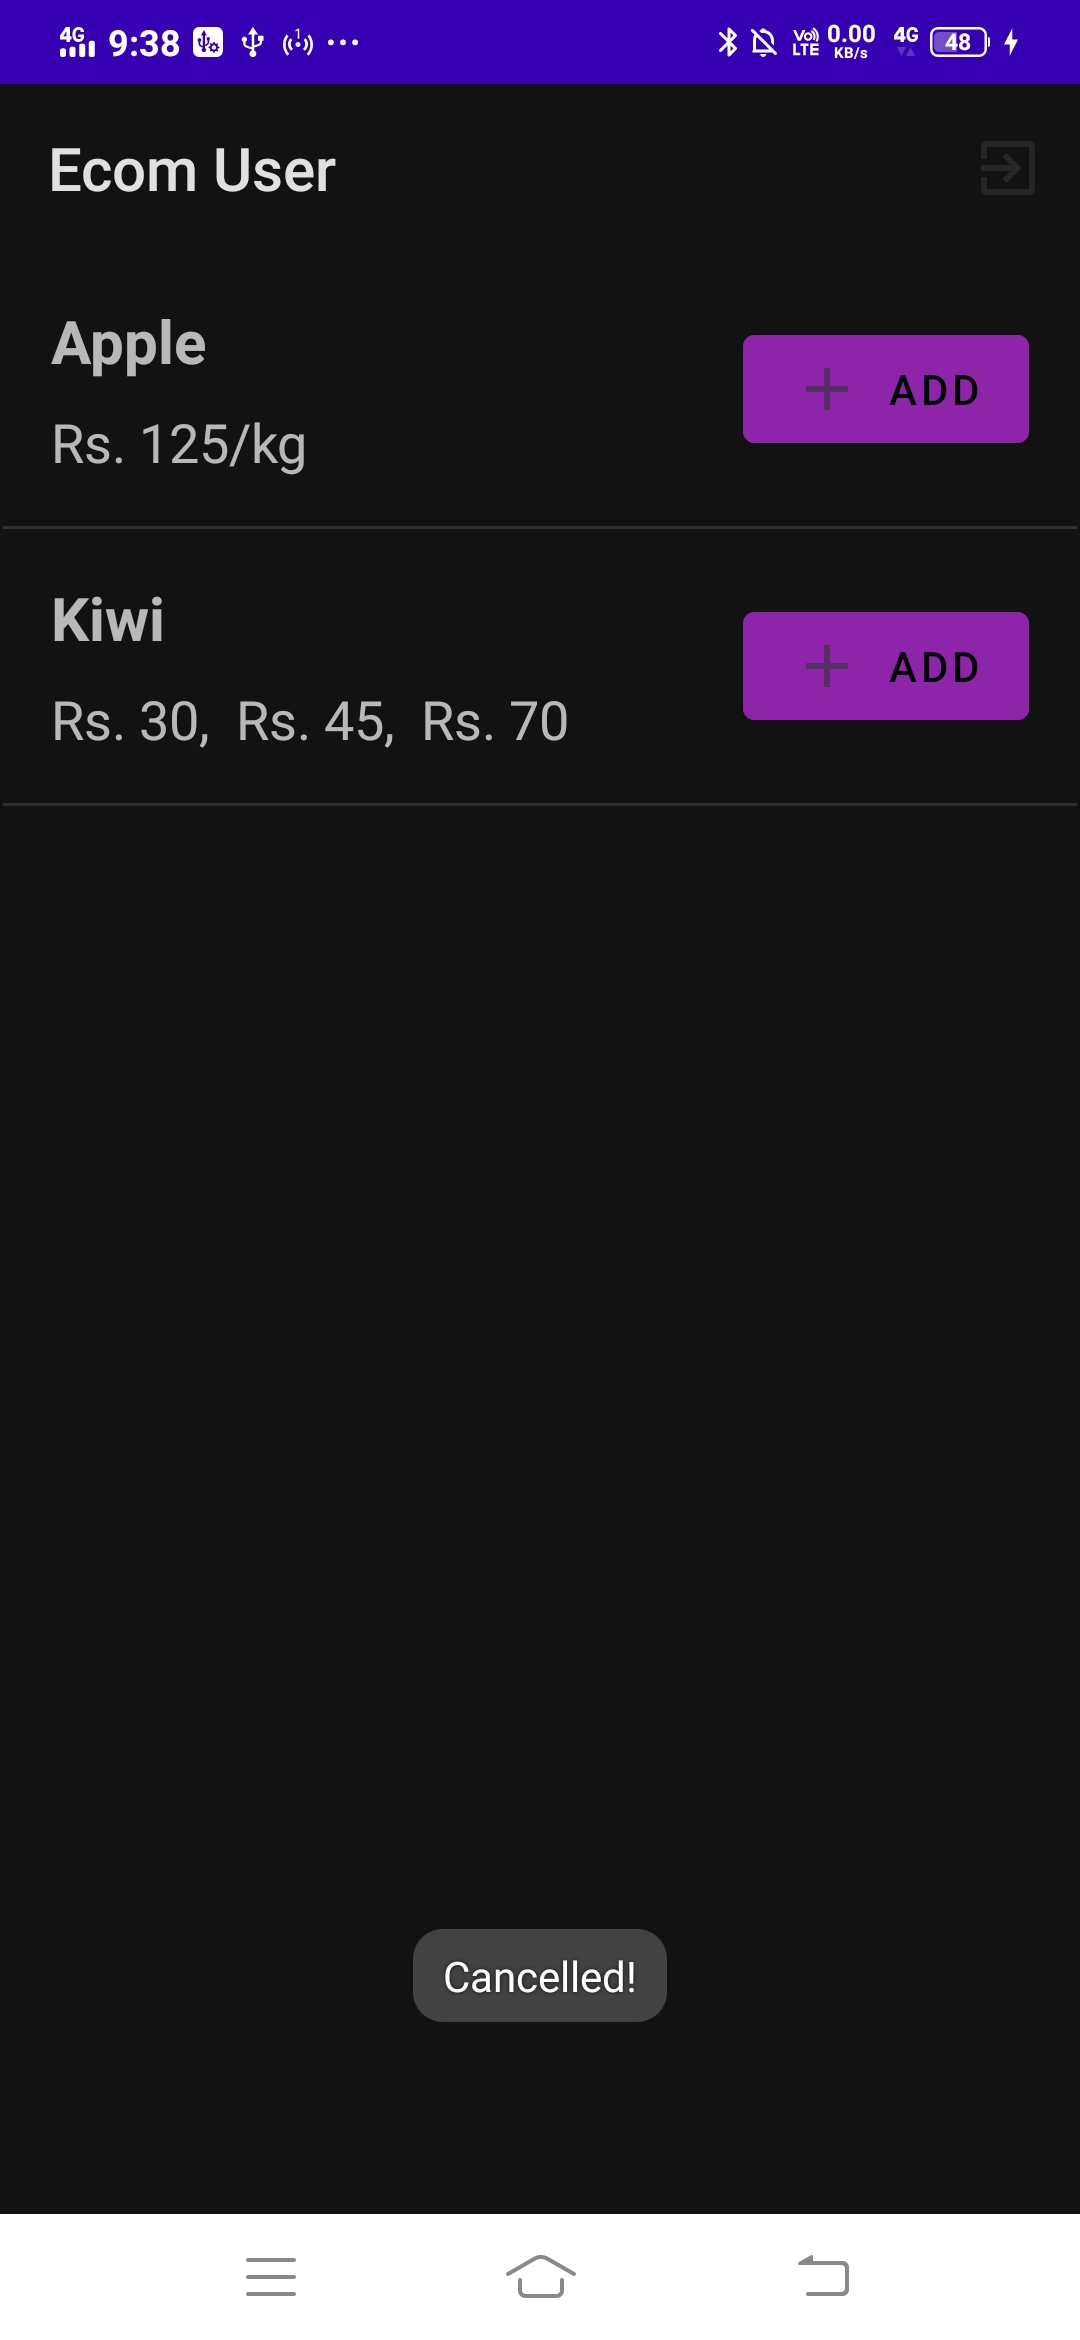 4G 9:38 1 Vo) LTE 0.00 KB/s 4G 48
Ecom User
Apple
ADD
Rs. 125/kg
Kiwi
ADD
Rs. 30, Rs. 45, Rs. 70
Cancelled!